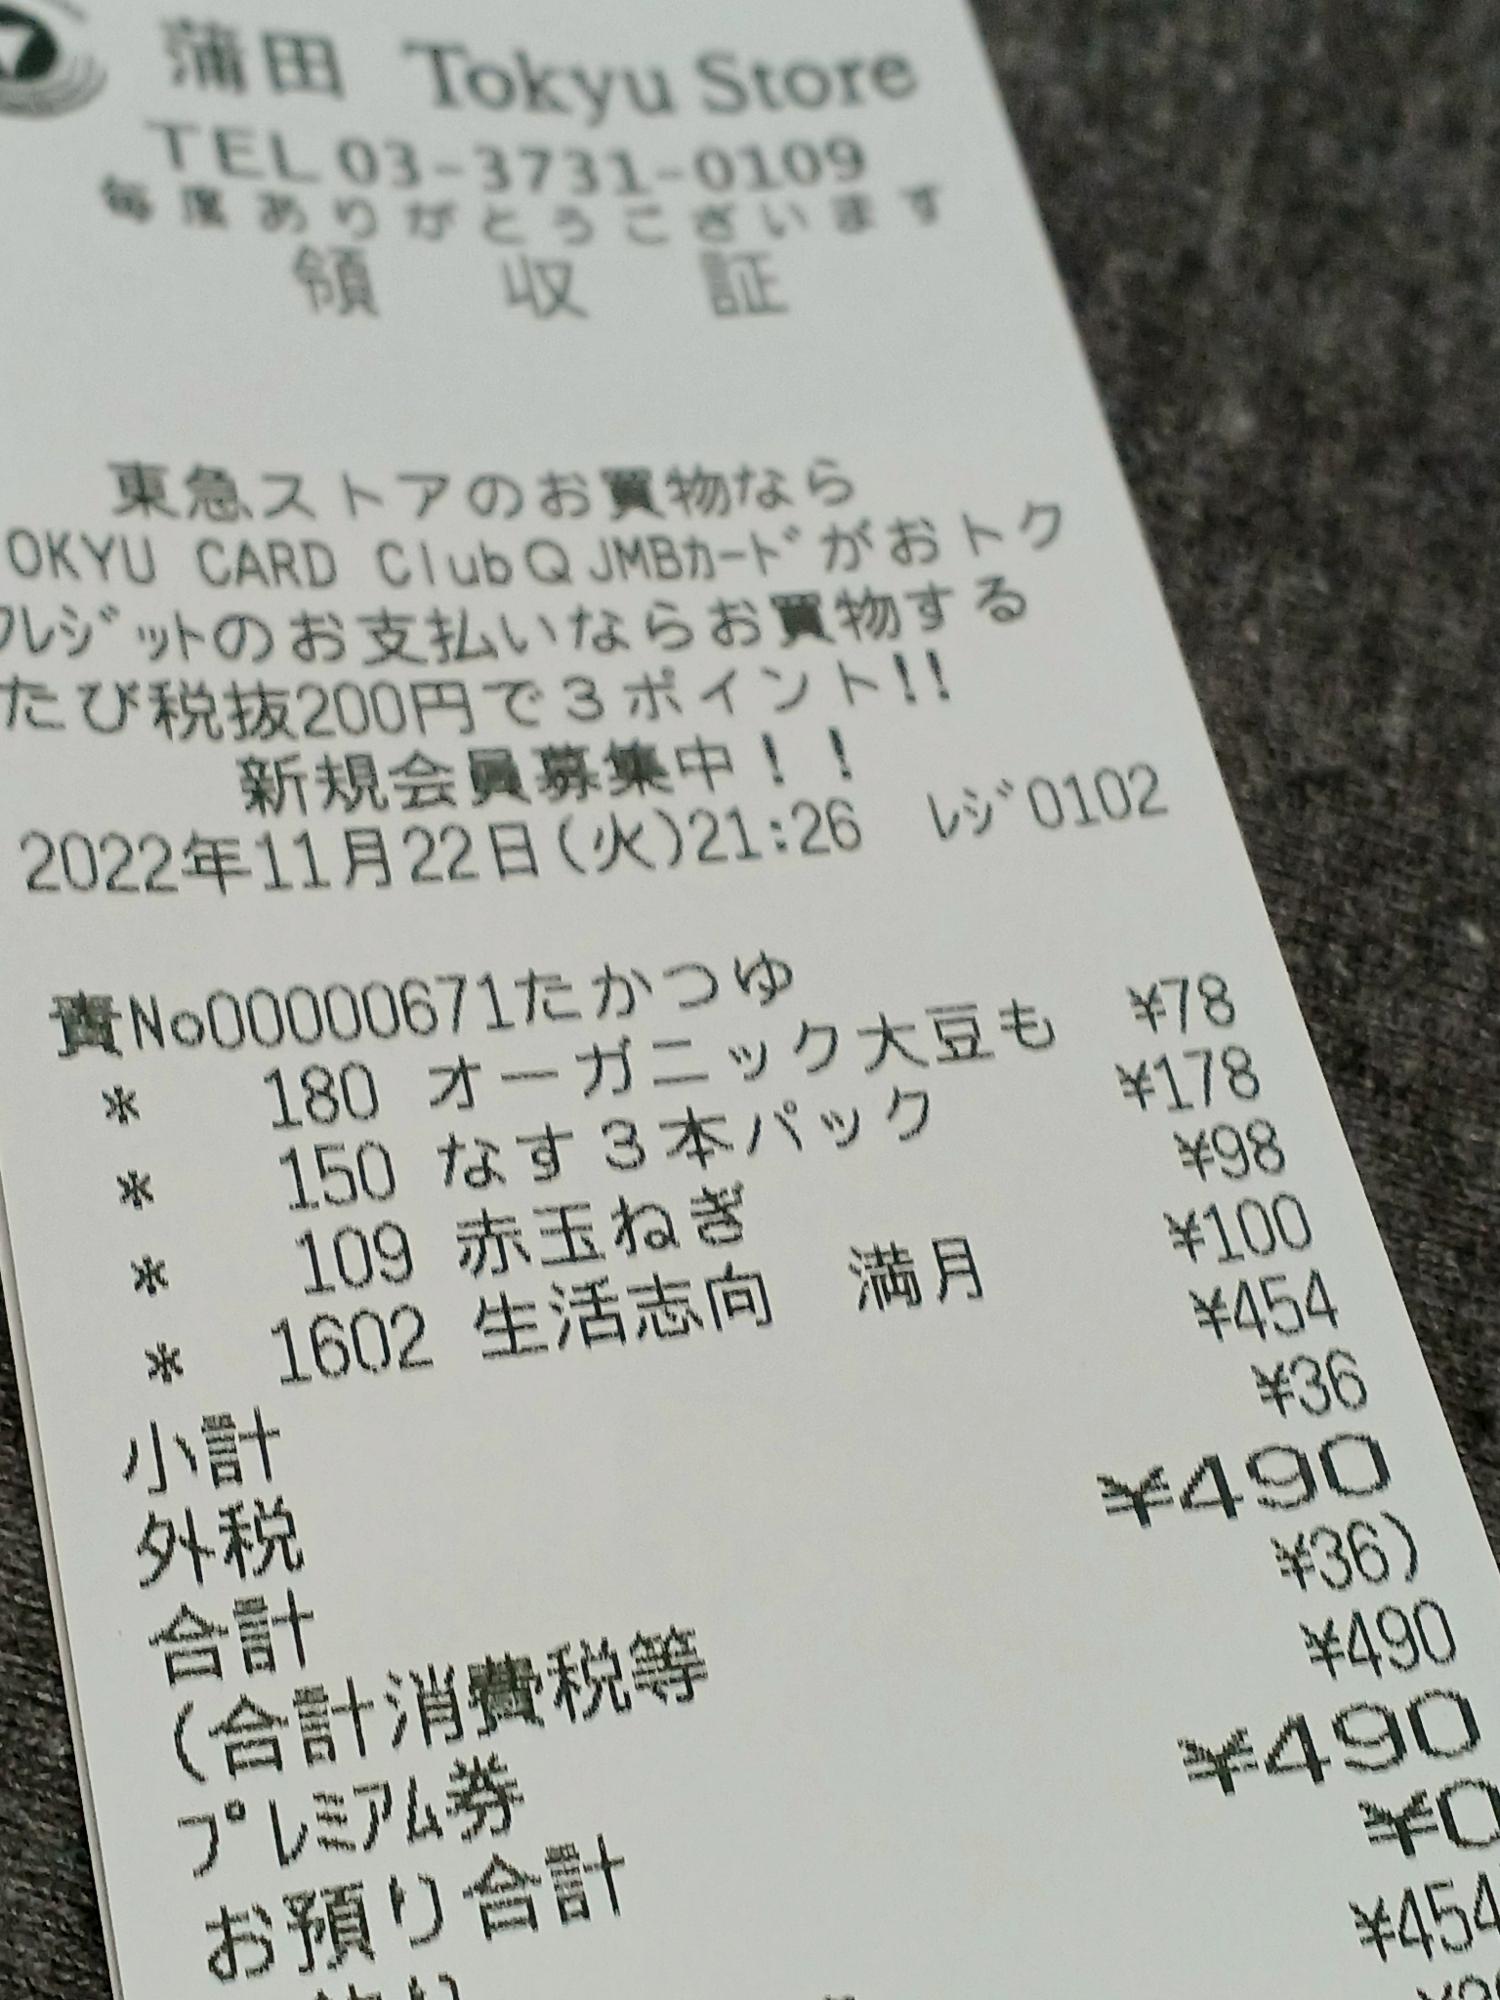 蒲田 Tokyu Store
TEL 03-3731-0109
毎度ありがとうございます
領 収 証
東急ストアのお買物なら
OKYU CARD ClubQ JMBｶｰﾄﾞがおトク
ｸﾚｼﾞｯﾄのお支払いならお買物する
たび税抜200円で3ポイント!!
新規会員募集中！！
2022年11月22日(火)21:26 ﾚｼﾞ0102
責No00000671たかつゆ
* 180 オーガニック大豆も ¥78
* 150 なす3本パック ¥178
* 109 赤玉ねぎ ¥98
* 1602 生活志向 満月 ¥100
小計 ¥454
外税 ¥36
合計 ¥490
(合計消費税等 ¥36)
ﾌﾟﾚﾐｱﾑ券 ¥490
お預り合計 ¥490
¥0
¥454